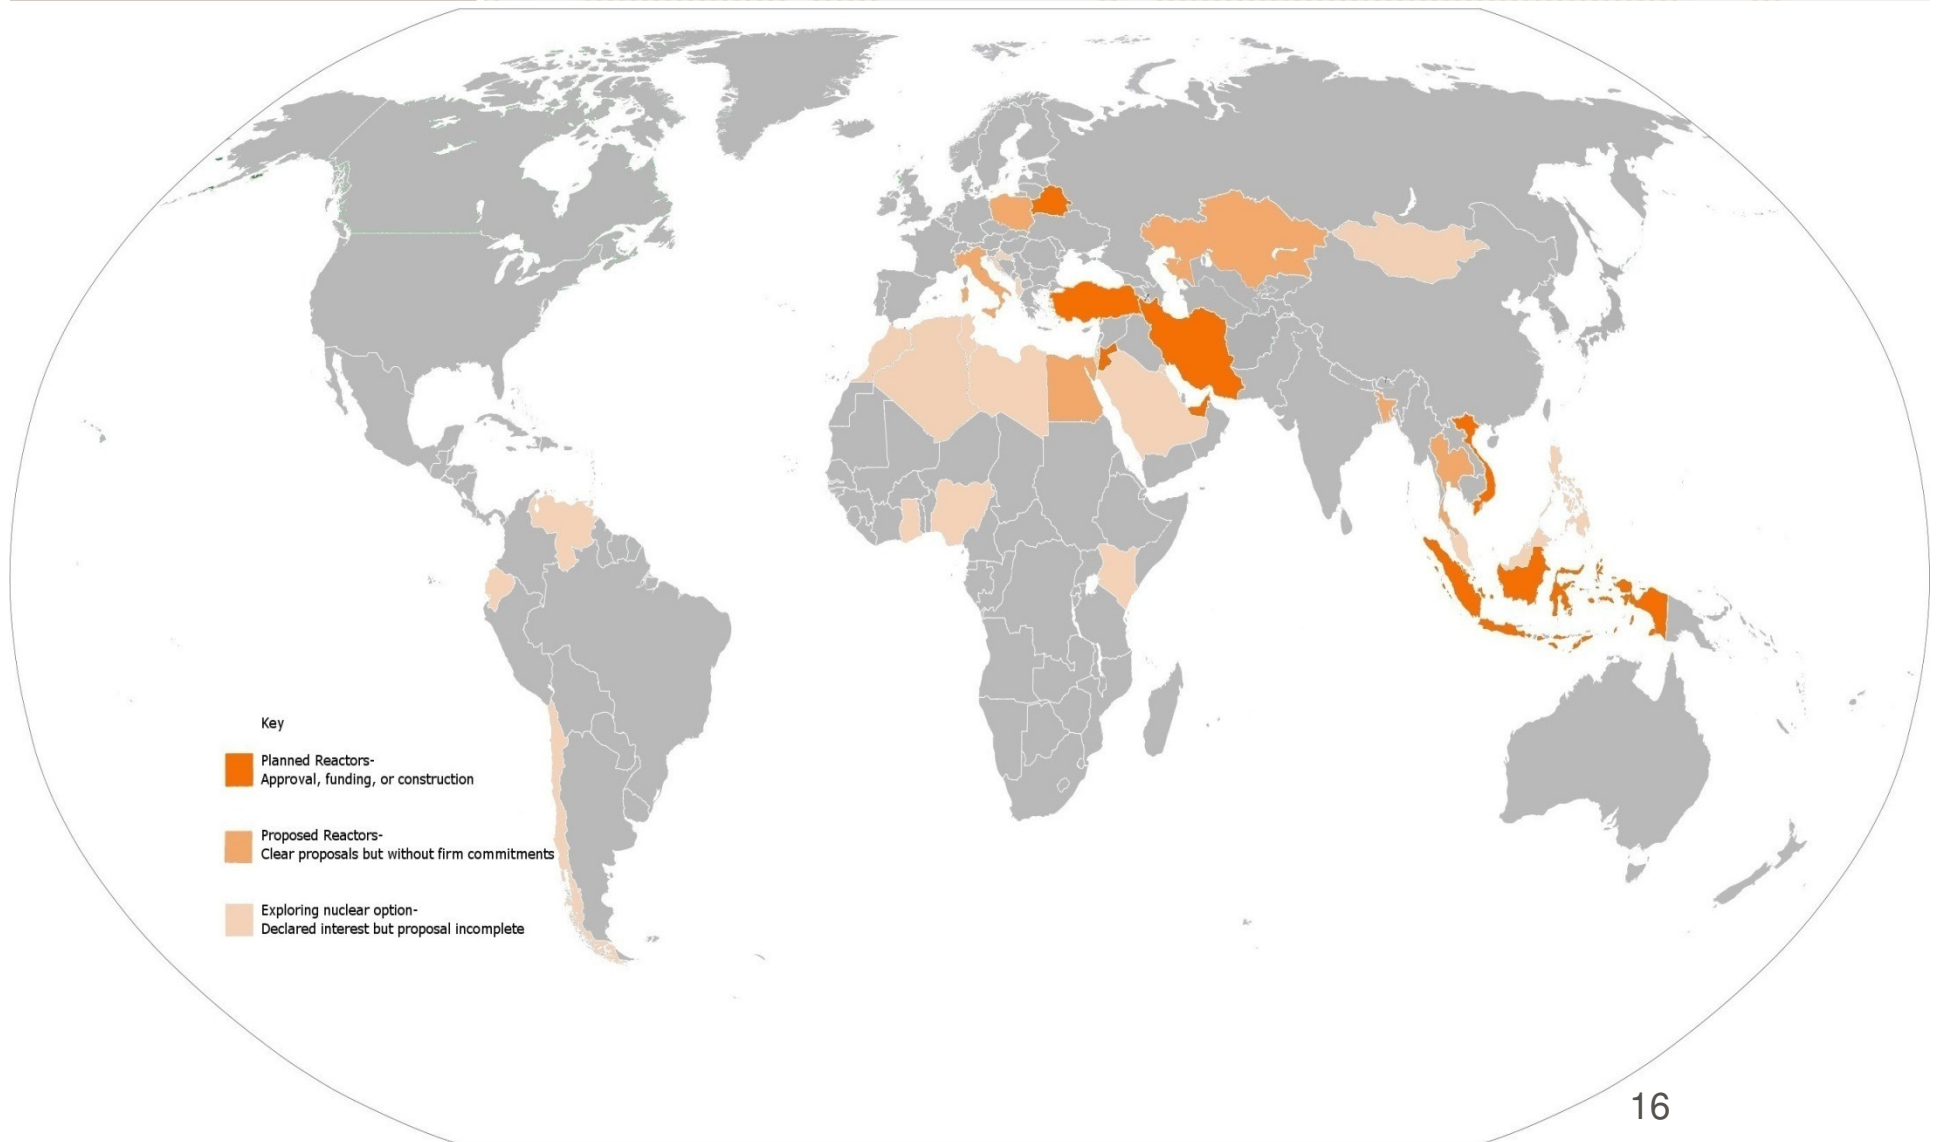 Key
Planned Reactors-
Approval, funding, or construction
Proposed Reactors-
Clear proposals but without firm commitments
Exploring nuclear option-
Declared interest but proposal incomplete
16